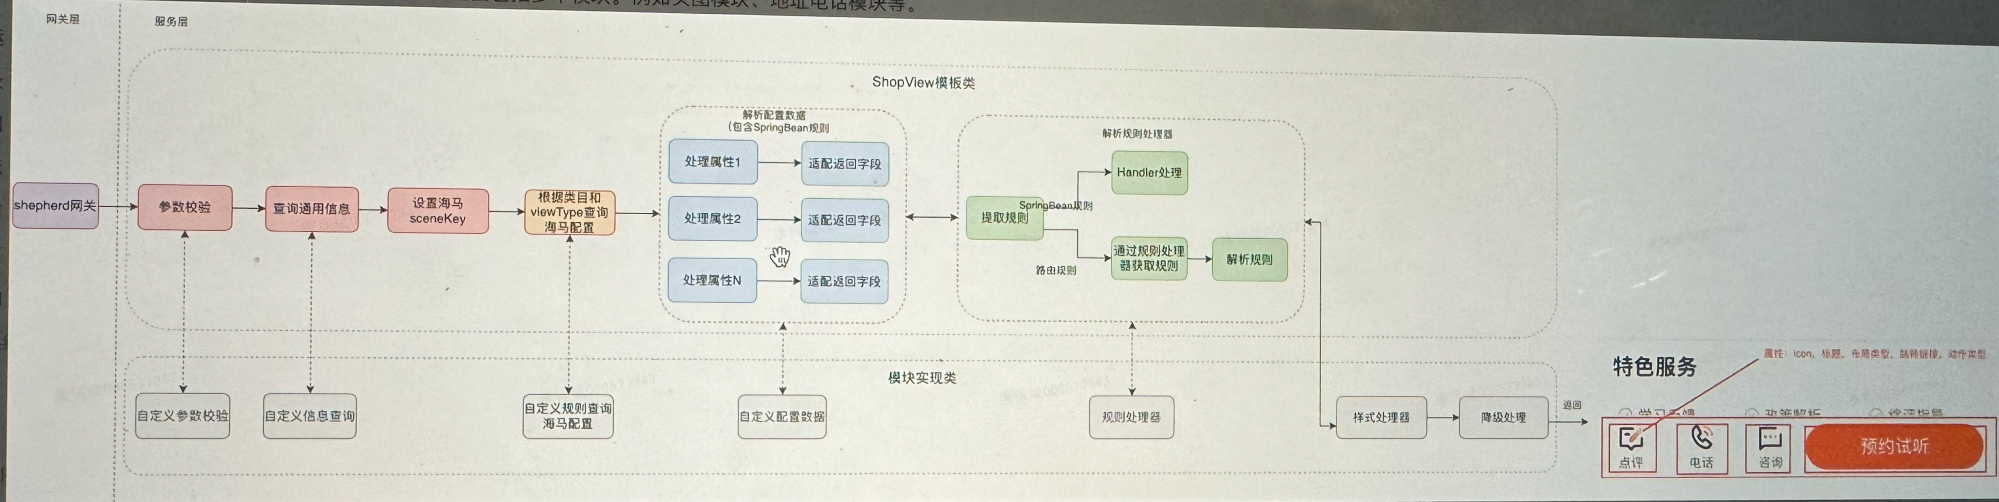 网关层
服务层
ShopView模板类
解析配置数据
(包含SpringBean规则
处理属性1
适配返回字段
处理属性2
适配返回字段
处理属性N
适配返回字段
解析规则处理器
Handler处理
SpringBean规则
提取规则
路由规则
通过规则处理
器获取规则
解析规则
shepherd网关
参数校验
查询通用信息
设置海马
sceneKey
根据类目和
viewType查询
海马配置
模块实现类
自定义参数校验
自定义信息查询
自定义规则查询
海马配置
自定义配置数据
规则处理器
样式处理器
降级处理
返回
属性：icon，标题，布局类型，跳转链接，动作类型
特色服务
点评
电话
咨询
预约试听